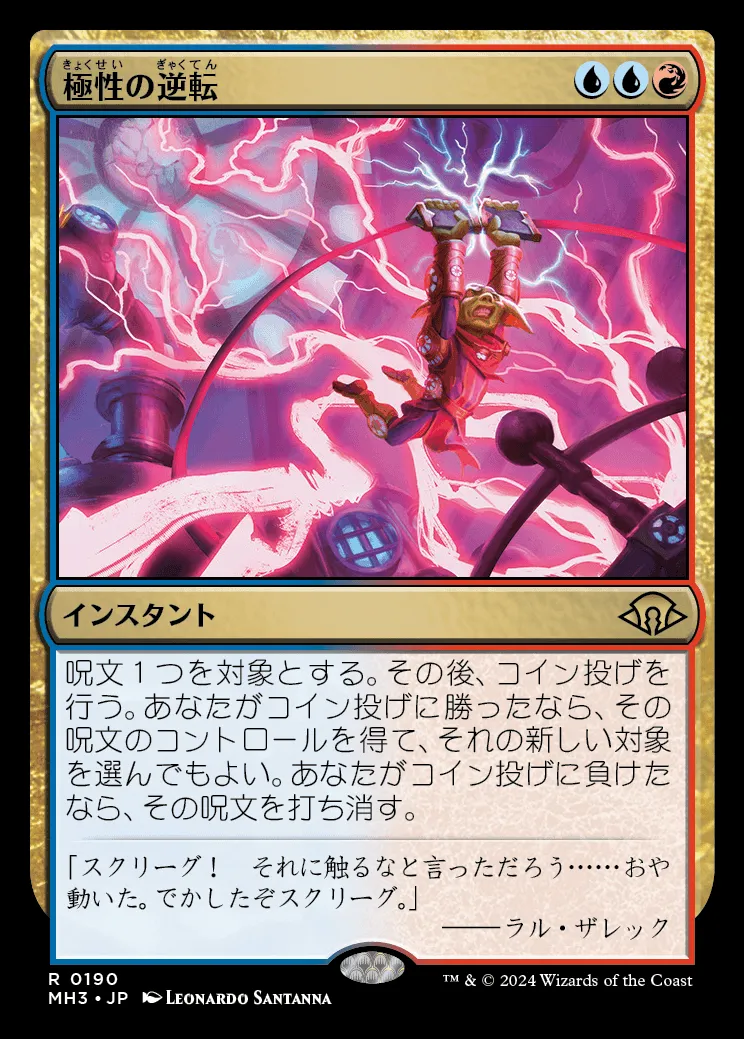 きょくせい ぎゃくてん
極性の逆転
インスタント
呪文１つを対象とする。その後、コイン投げを
行う。あなたがコイン投げに勝ったなら、その
呪文のコントロールを得て、それの新しい対象
を選んでもよい。あなたがコイン投げに負けた
なら、その呪文を打ち消す。
「スクリーグ！　それに触るなと言っただろう……おや
動いた。でかしたぞスクリーグ。」
――ラル・ザレック
R 0190
MH3 • JP Leonardo Santanna
™ & © 2024 Wizards of the Coast